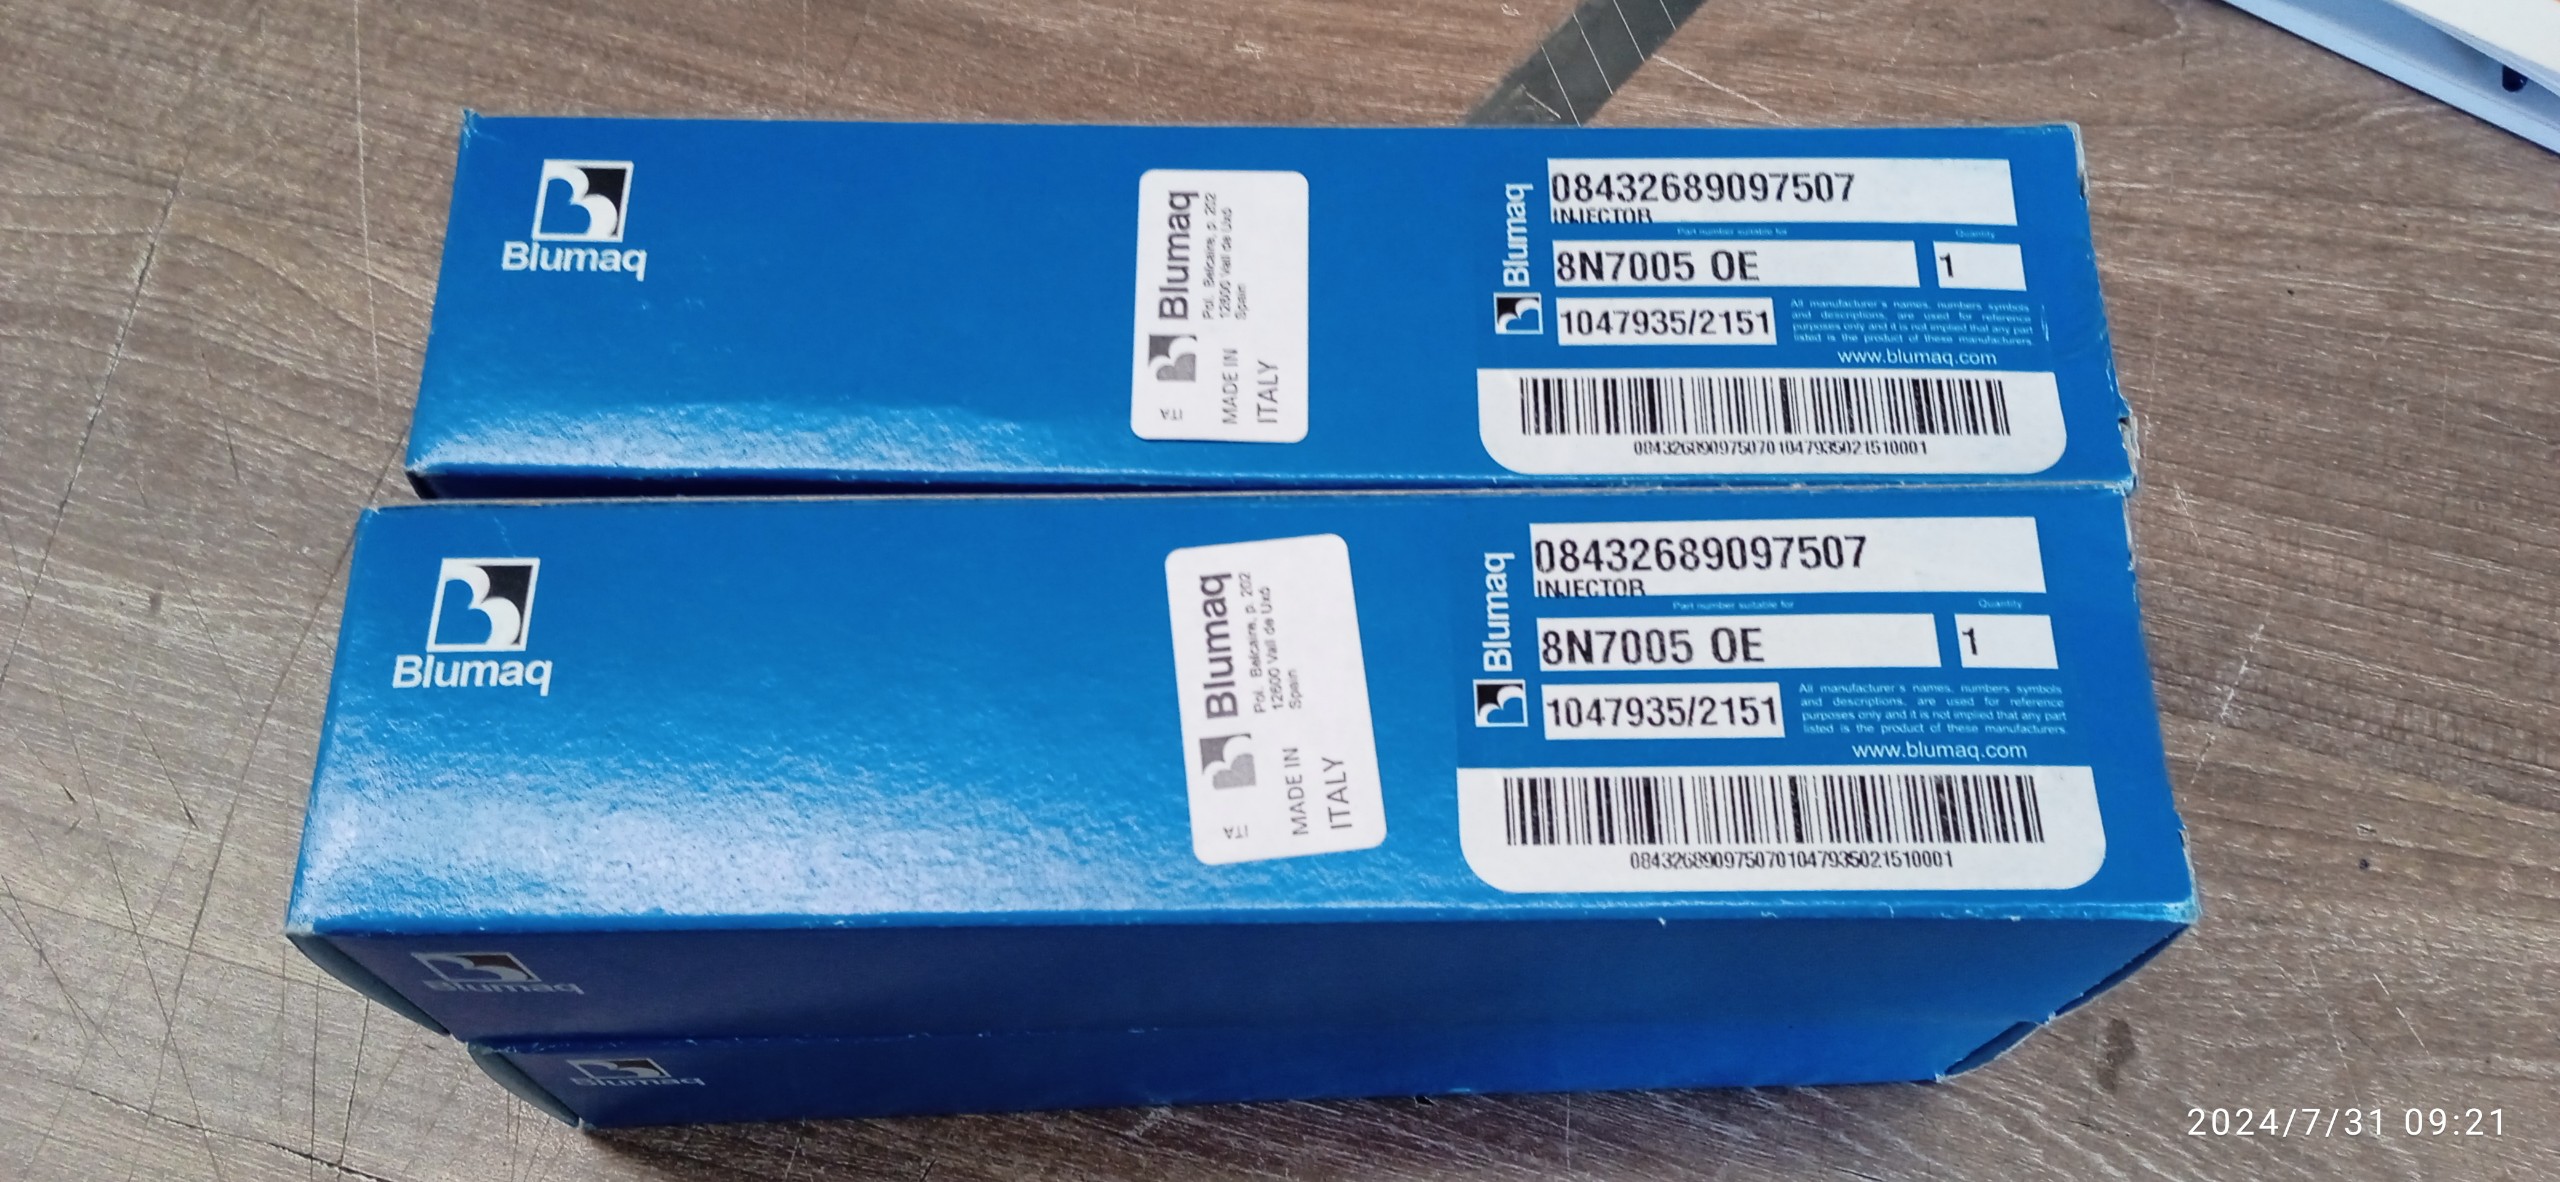 Blumaq
Blumaq
Pol. Belcaire, p. 202
12600 Vall de Uxó
Spain
MADE IN
ITALY
Blumaq
08432689097507
INJECTOR
Part number suitable for
Quantity
8N7005 OE
1
1047935/2151
All manufacturer's names, numbers symbols
and descriptions, are used for reference
purposes only and it is not implied that any part
listed is the product of these manufacturers.
www.blumaq.com
0843268909750701047935021510001
Blumaq
Blumaq
Pol. Belcaire, p. 202
12600 Vall de Uxó
Spain
MADE IN
ITALY
Blumaq
08432689097507
INJECTOR
Part number suitable for
Quantity
8N7005 OE
1
1047935/2151
All manufacturer's names, numbers symbols
and descriptions, are used for reference
purposes only and it is not implied that any part
listed is the product of these manufacturers.
www.blumaq.com
0843268909750701047935021510001
Blumaq
Blumaq
2024/7/31 09:21